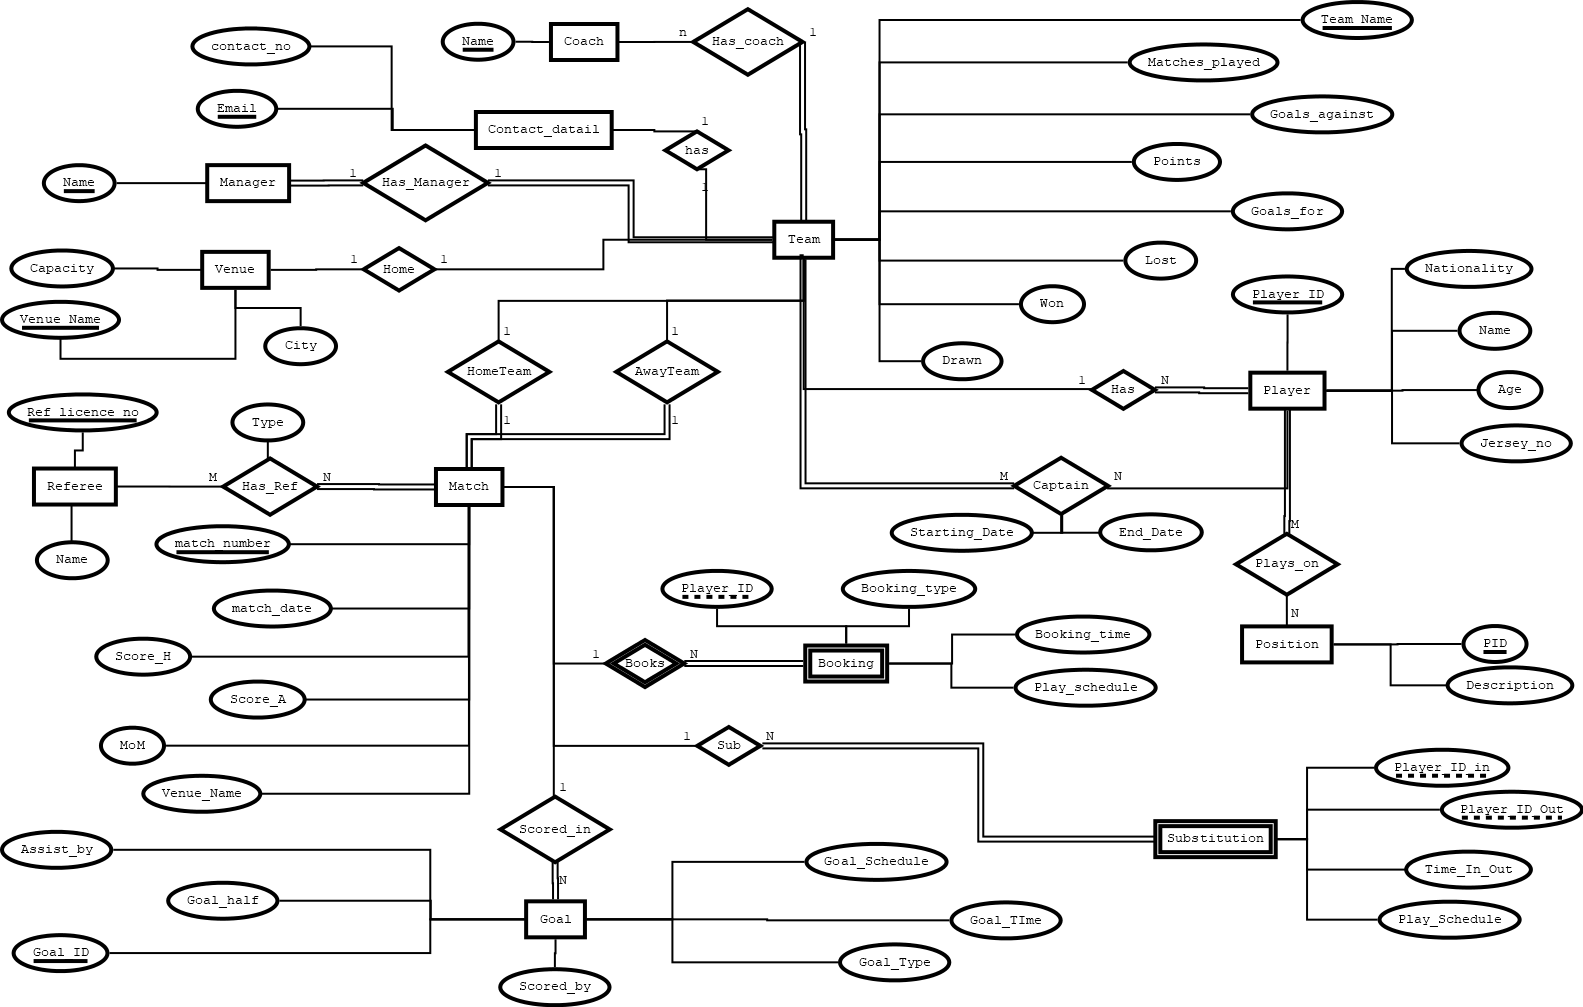 Team_Name
Name
Coach
n
Has_coach
1
contact_no
Matches_played
Email
Contact_datail
1
has
1
Goals_against
Points
Name
Manager
1
Has_Manager
1
Goals_for
Team
Capacity
Venue
1
Home
1
Lost
Nationality
Venue_Name
City
Won
Player_ID
Name
1
1
HomeTeam
AwayTeam
Drawn
1
Has
N
Player
Age
Ref_licence_no
Type
1
1
Jersey_no
Referee
M
Has_Ref
N
Match
M
Captain
N
Starting_Date
End_Date
M
Name
match_number
Plays_on
match_date
Player_ID
Booking_type
N
Score_H
1
Books
N
Booking
Booking_time
Position
PID
Score_A
Play_schedule
Description
MoM
1
Sub
N
Venue_Name
1
Player_ID_in
Player_ID_Out
Scored_in
Substitution
Assist_by
Goal_Schedule
Time_In_Out
Goal_half
N
Goal
Goal_TIme
Play_Schedule
Goal_ID
Goal_Type
Scored_by